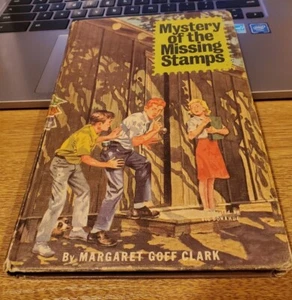 Mystery
of the
Missing
Stamps
By MARGARET GOFF CLARK